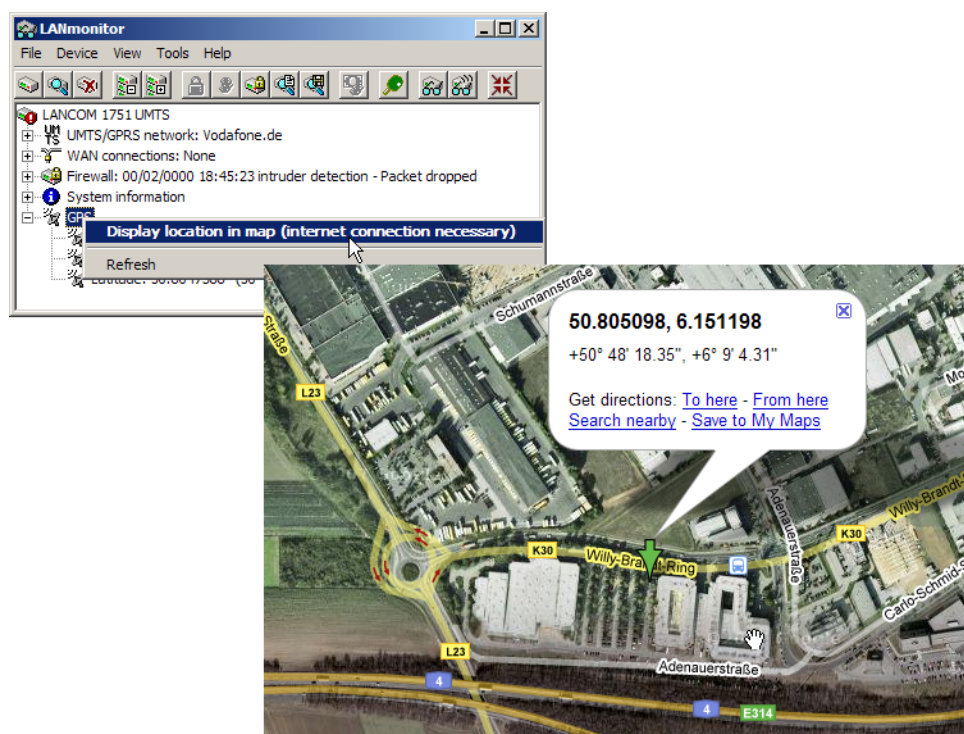 LANmonitor
File Device View Tools Help
LANCOM 1751 UMTS
UM
TS
UMTS/GPRS network: Vodafone.de
WAN connections: None
Firewall: 00/02/0000 18:45:23 intruder detection - Packet dropped
i System information
GPS
Display location in map (internet connection necessary)
Refresh
Schumannstraße
Straße
50.805098, 6.151198
+50° 48' 18.35", +6° 9' 4.31"
Get directions: To here - From here
Search nearby - Save to My Maps
L23
K30
Willy-Brandt-Ring
Adenauerstraße
K30
Willy-Brandt-
Carlo-Schmid-
L23
Adenauerstraße
4
4
E314